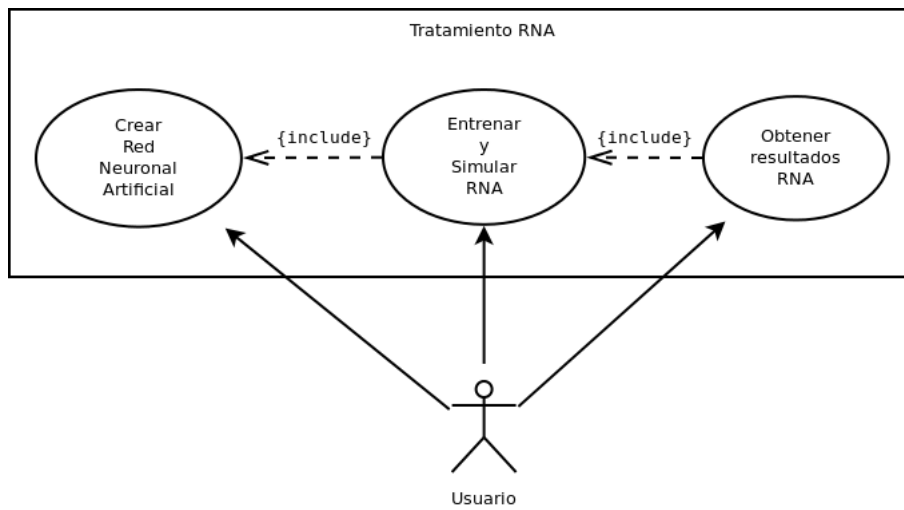 Tratamiento RNA
Crear
Red
Neuronal
Artificial
{include}
Entrenar
y
Simular
RNA
{include}
Obtener
resultados
RNA
Usuario